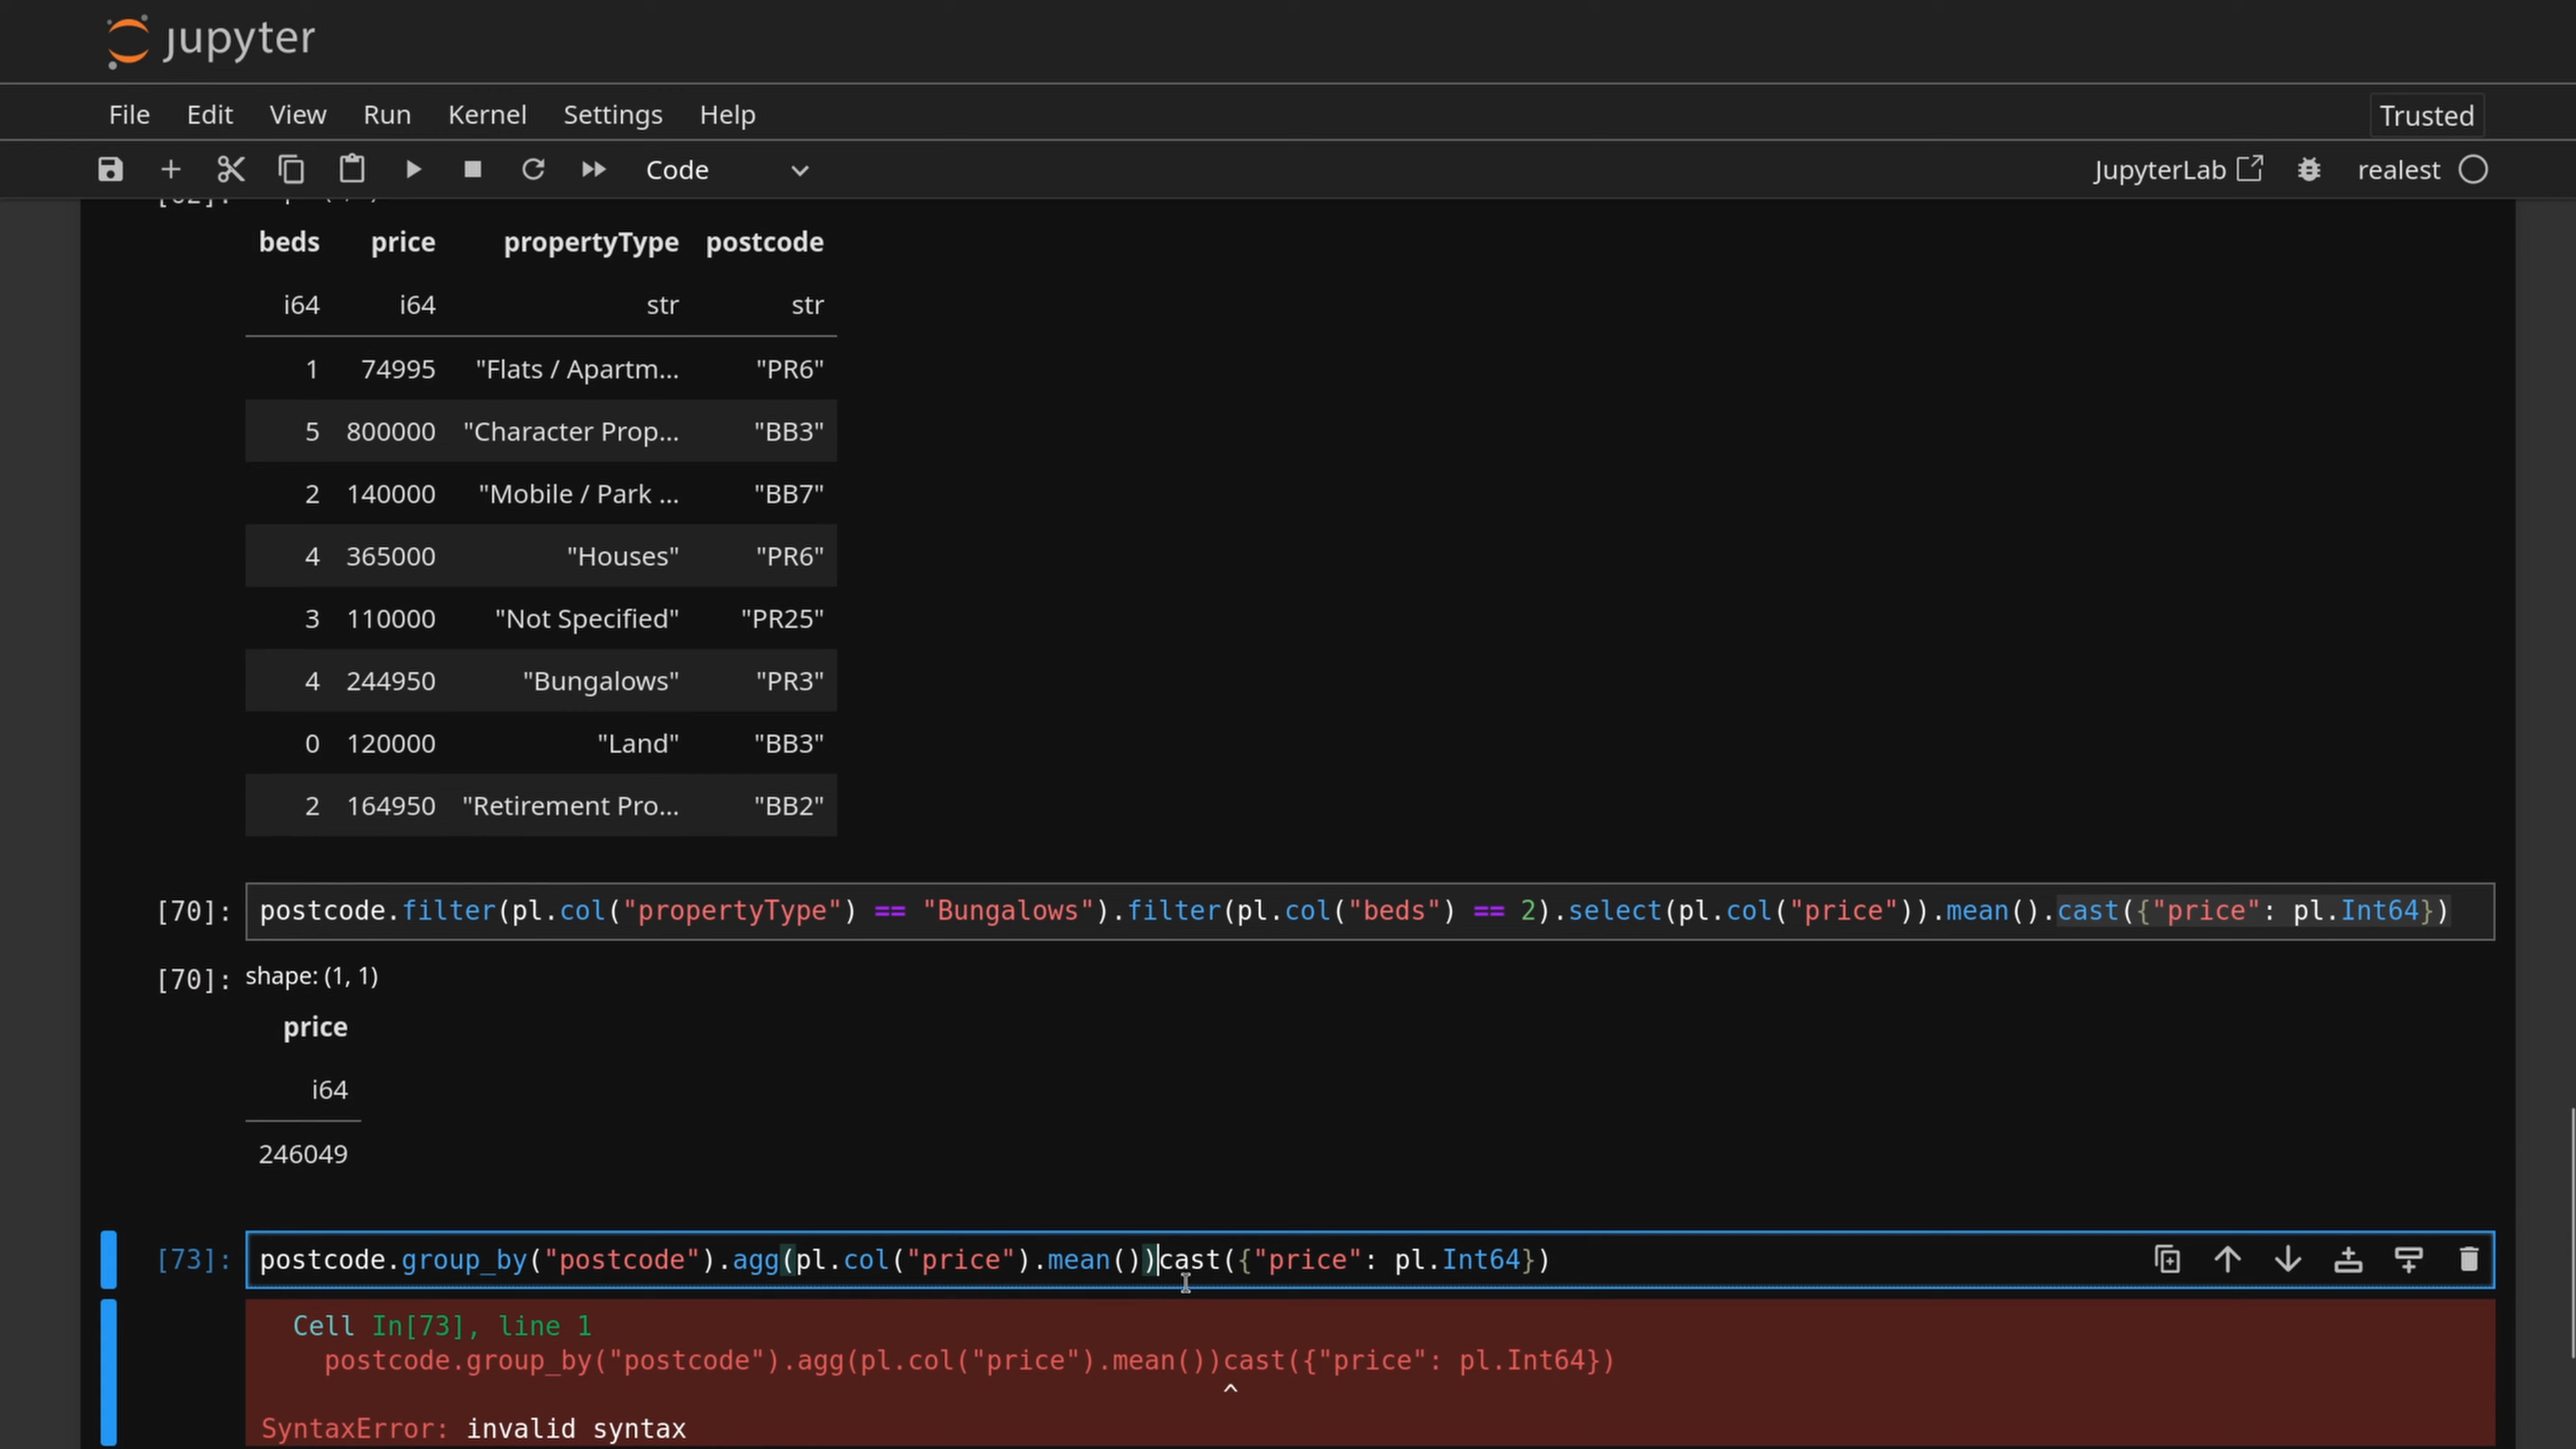 jupyter
File Edit View Run Kernel Settings Help Trusted
Code JupyterLab realest
beds price propertyType postcode
i64 i64 str str
1 74995 "Flats / Apartm… "PR6"
5 800000 "Character Prop… "BB3"
2 140000 "Mobile / Park … "BB7"
4 365000 "Houses" "PR6"
3 110000 "Not Specified" "PR25"
4 244950 "Bungalows" "PR3"
0 120000 "Land" "BB3"
2 164950 "Retirement Pro… "BB2"
[70]: postcode.filter(pl.col("propertyType") == "Bungalows").filter(pl.col("beds") == 2).select(pl.col("price")).mean().cast({"price": pl.Int64})
[70]: shape: (1, 1)
price
i64
246049
[73]: postcode.group_by("postcode").agg(pl.col("price").mean())cast({"price": pl.Int64})
Cell In[73], line 1
postcode.group_by("postcode").agg(pl.col("price").mean())cast({"price": pl.Int64})
^
SyntaxError: invalid syntax